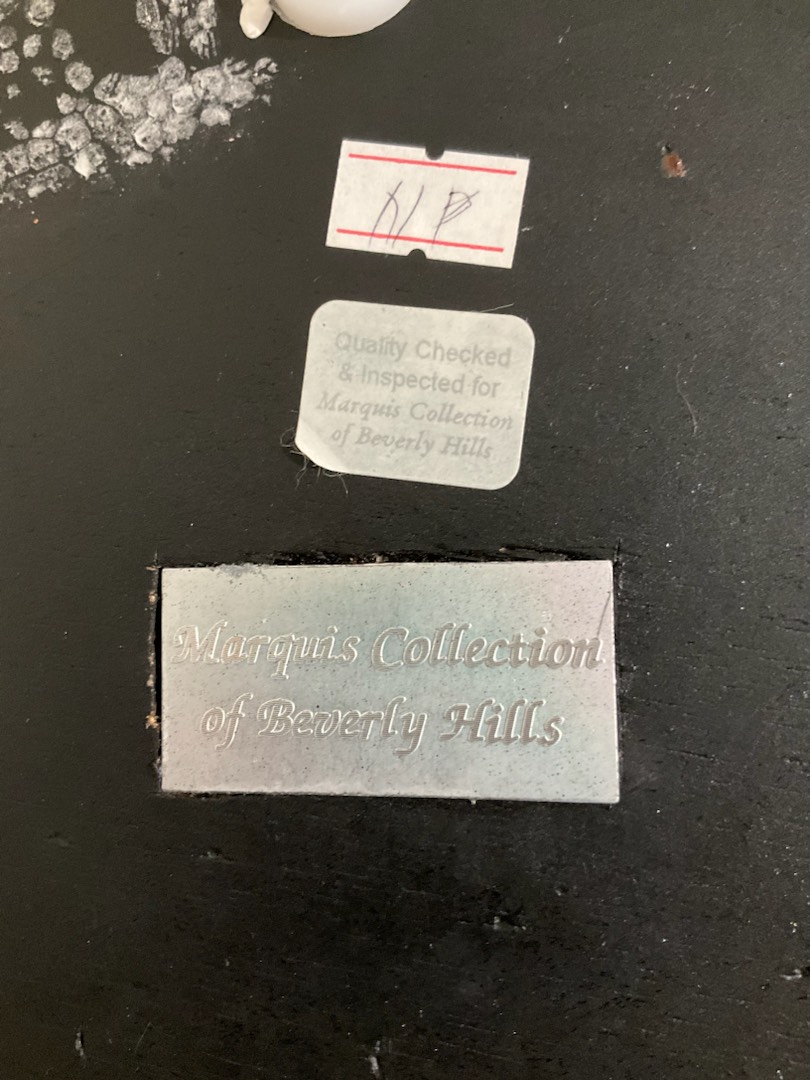 Quality Checked
& Inspected for
Marquis Collection
of Beverly Hills
Marquis Collection
of Beverly Hills